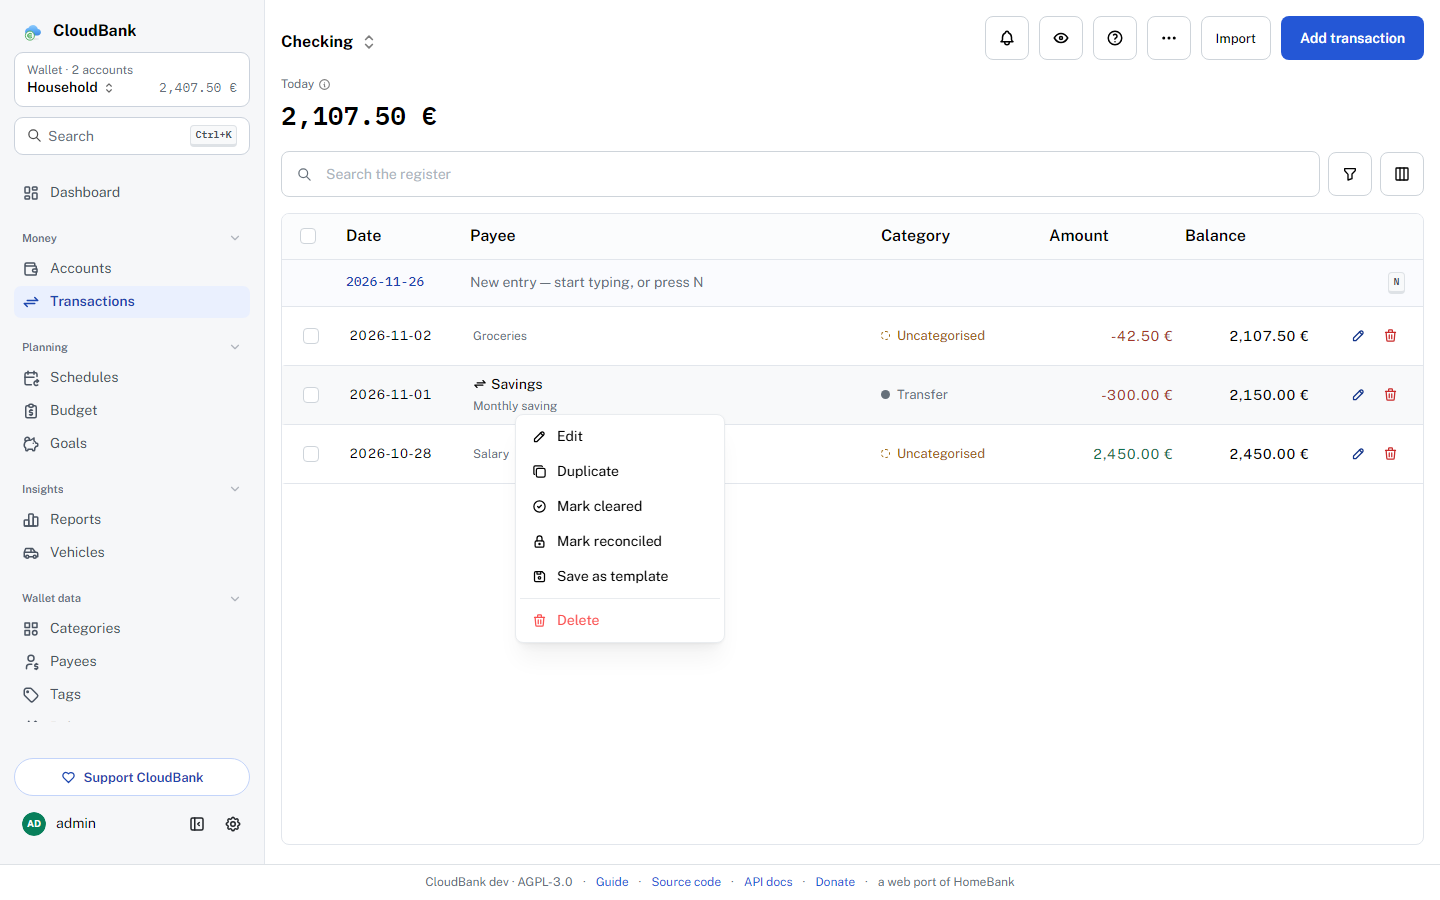 CloudBank
Wallet · 2 accounts
Household 2,407.50 €
Search Ctrl+K
Dashboard
Money
Accounts
Transactions
Planning
Schedules
Budget
Goals
Insights
Reports
Vehicles
Wallet data
Categories
Payees
Tags
Support CloudBank
AD admin
Checking
Import
Add transaction
Today
2,107.50 €
Search the register
Date Payee Category Amount Balance
2026-11-26 New entry — start typing, or press N N
2026-11-02 Groceries Uncategorised -42.50 € 2,107.50 €
2026-11-01 Savings Transfer -300.00 € 2,150.00 €
Monthly saving
2026-10-28 Salary Uncategorised 2,450.00 € 2,450.00 €
Edit
Duplicate
Mark cleared
Mark reconciled
Save as template
Delete
CloudBank dev · AGPL-3.0 · Guide · Source code · API docs · Donate · a web port of HomeBank